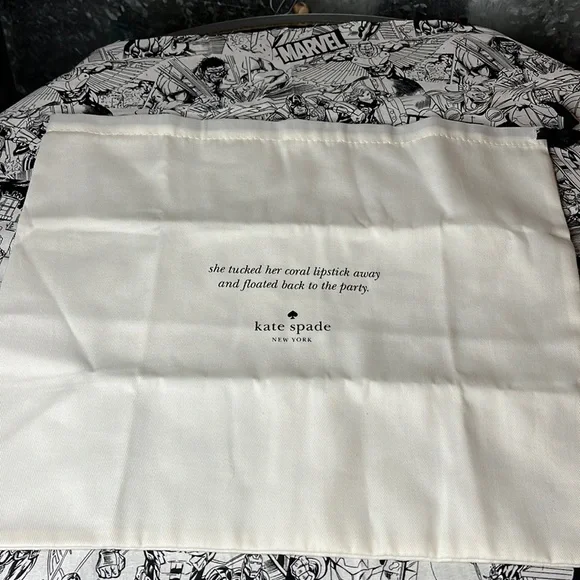 MARVEL
she tucked her coral lipstick away
and floated back to the party.
kate spade
NEW YORK